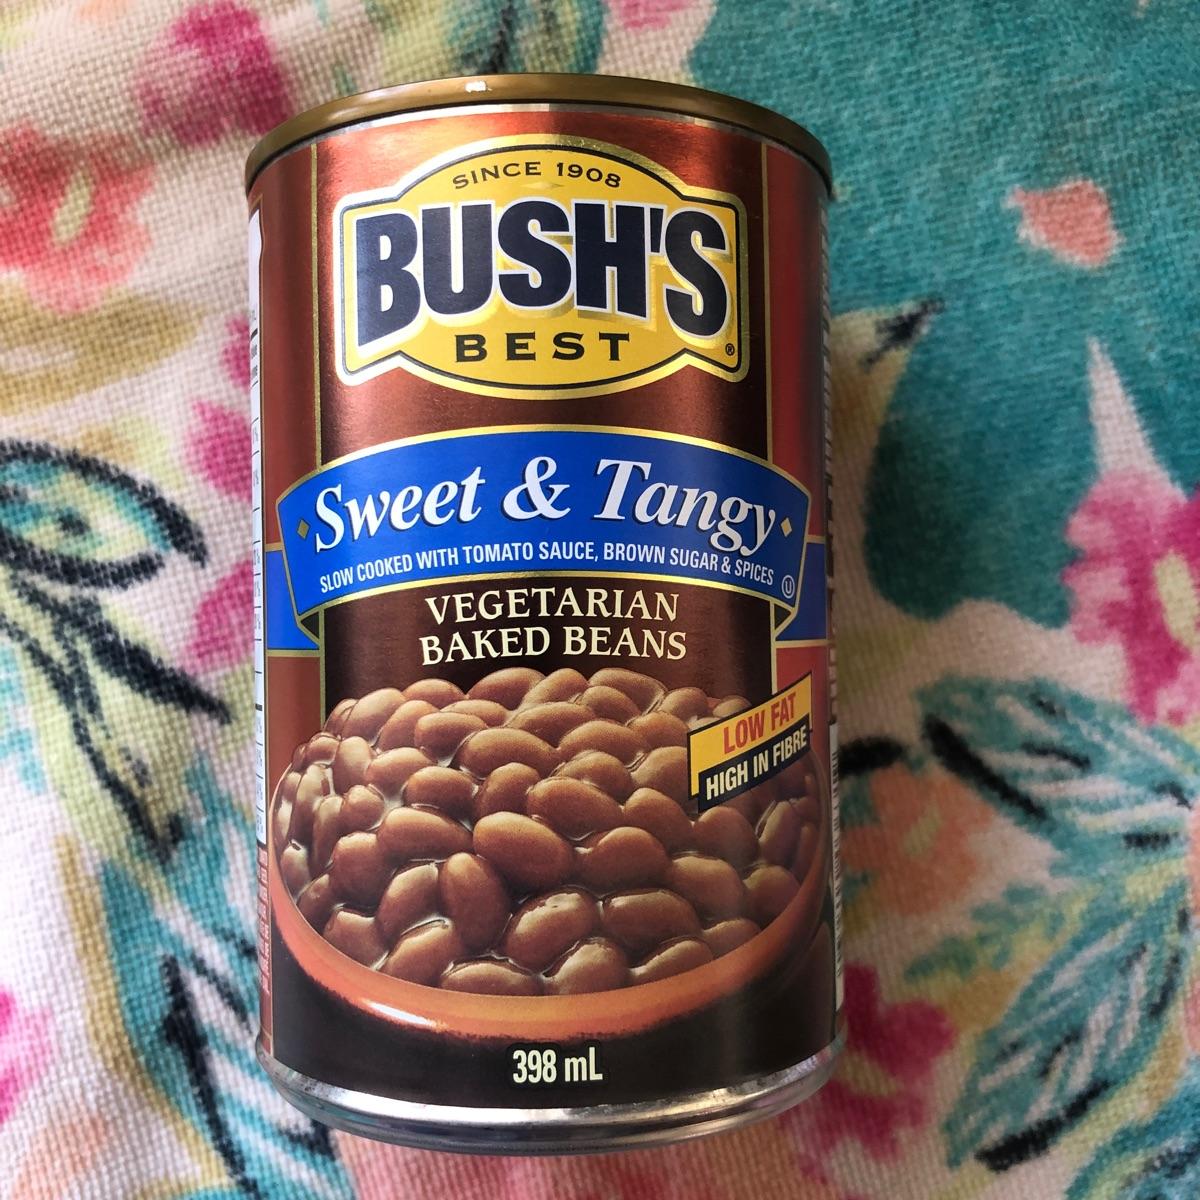 SINCE 1908
BUSH'S
BEST ®
Sweet & Tangy
SLOW COOKED WITH TOMATO SAUCE, BROWN SUGAR & SPICES Ⓤ
VEGETARIAN
BAKED BEANS
LOW FAT
HIGH IN FIBRE
398 mL